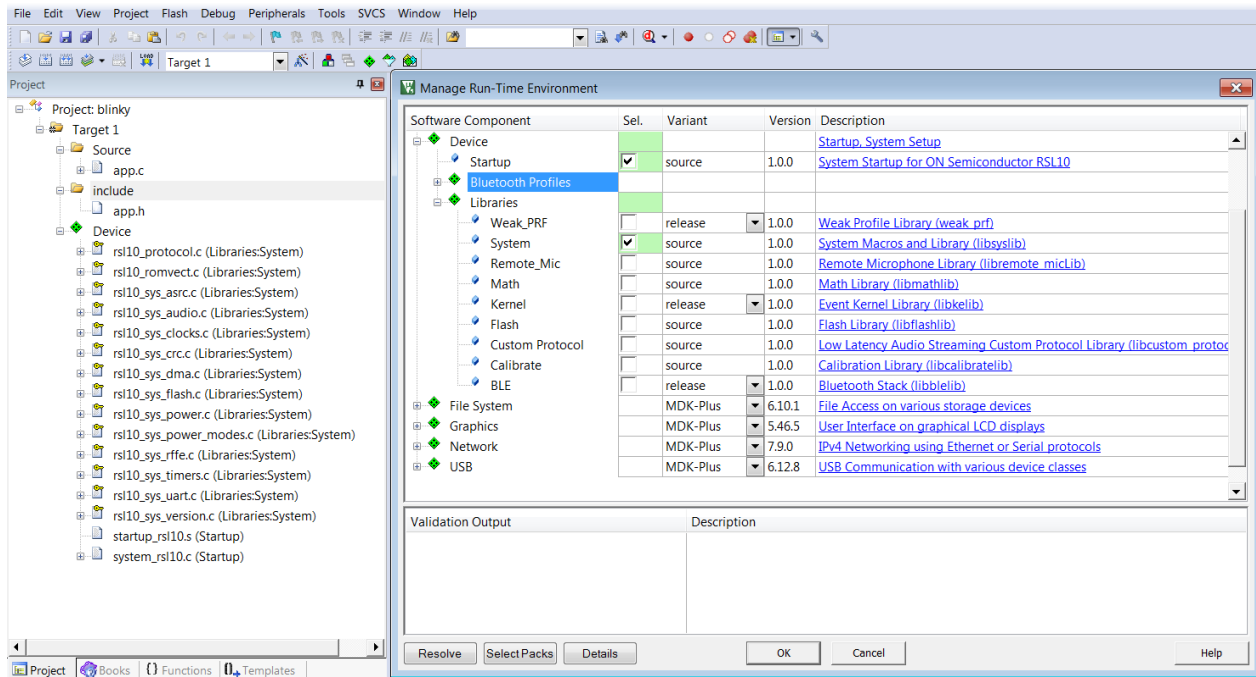 File Edit View Project Flash Debug Peripherals Tools SVCS Window Help
Target 1
Project
Project: blinky
Target 1
Source
app.c
include
app.h
Device
rsl10_protocol.c (Libraries:System)
rsl10_romvect.c (Libraries:System)
rsl10_sys_asrc.c (Libraries:System)
rsl10_sys_audio.c (Libraries:System)
rsl10_sys_clocks.c (Libraries:System)
rsl10_sys_crc.c (Libraries:System)
rsl10_sys_dma.c (Libraries:System)
rsl10_sys_flash.c (Libraries:System)
rsl10_sys_power.c (Libraries:System)
rsl10_sys_power_modes.c (Libraries:System)
rsl10_sys_rffe.c (Libraries:System)
rsl10_sys_timers.c (Libraries:System)
rsl10_sys_uart.c (Libraries:System)
rsl10_sys_version.c (Libraries:System)
startup_rsl10.s (Startup)
system_rsl10.c (Startup)
Project Books {} Functions Templates
Manage Run-Time Environment
Software Component Sel. Variant Version Description
Device Startup, System Setup
Startup source 1.0.0 System Startup for ON Semiconductor RSL10
Bluetooth Profiles
Libraries
Weak_PRF release 1.0.0 Weak Profile Library (weak_prf)
System source 1.0.0 System Macros and Library (libsyslib)
Remote_Mic source 1.0.0 Remote Microphone Library (libremote_micLib)
Math source 1.0.0 Math Library (libmathlib)
Kernel release 1.0.0 Event Kernel Library (libkelib)
Flash source 1.0.0 Flash Library (libflashlib)
Custom Protocol source 1.0.0 Low Latency Audio Streaming Custom Protocol Library (libcustom_protoc
Calibrate source 1.0.0 Calibration Library (libcalibratelib)
BLE release 1.0.0 Bluetooth Stack (libblelib)
File System MDK-Plus 6.10.1 File Access on various storage devices
Graphics MDK-Plus 5.46.5 User Interface on graphical LCD displays
Network MDK-Plus 7.9.0 IPv4 Networking using Ethernet or Serial protocols
USB MDK-Plus 6.12.8 USB Communication with various device classes
Validation Output Description
Resolve Select Packs Details OK Cancel Help